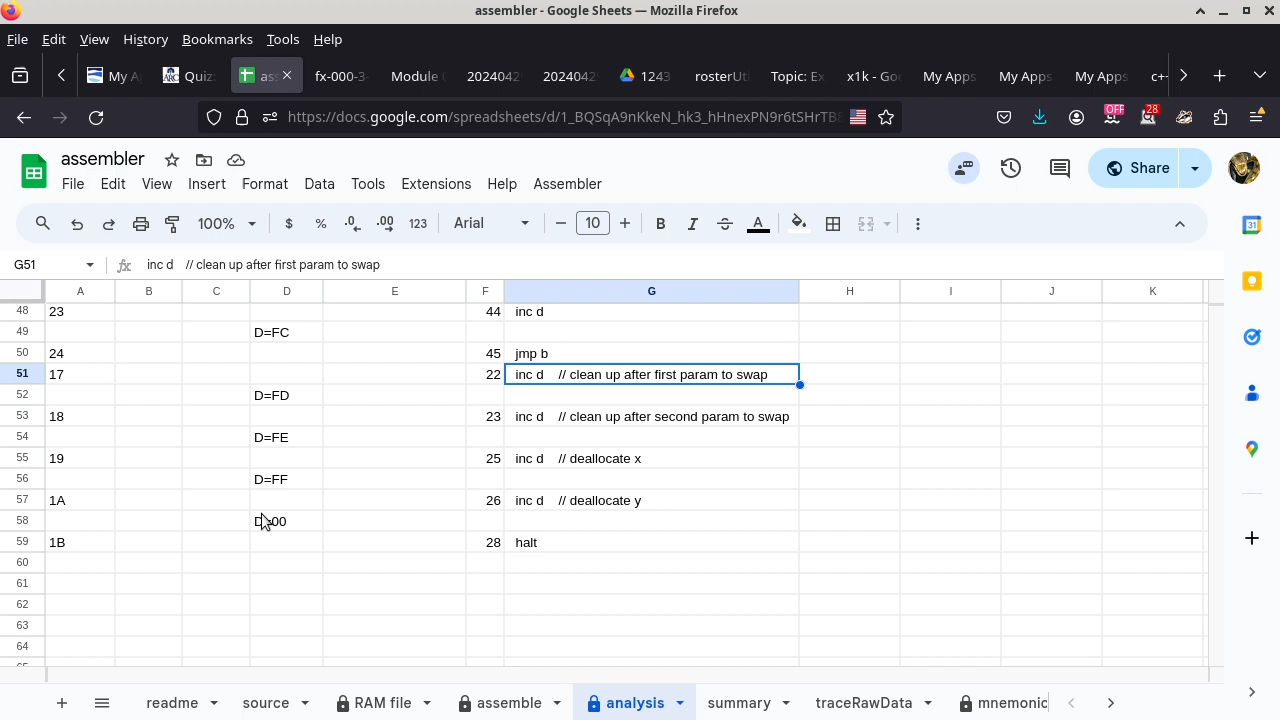 assembler - Google Sheets — Mozilla Firefox
File Edit View History Bookmarks Tools Help
My A Quiz ass fx-000-3 Module 2024042 2024042 1243 rosterUt Topic: Ex x1k - Go My Apps My Apps My Apps c+
https://docs.google.com/spreadsheets/d/1_BQSqA9nKkeN_hk3_hHnexPN9r6tSHrTB OFF 28
assembler
File Edit View Insert Format Data Tools Extensions Help Assembler
Share
100% $ % .0 .00 123 Arial 10 B I S A
G51 fx inc d // clean up after first param to swap
A B C D E F G H I J K
48 23 44 inc d
49 D=FC
50 24 45 jmp b
51 17 22 inc d // clean up after first param to swap
52 D=FD
53 18 23 inc d // clean up after second param to swap
54 D=FE
55 19 25 inc d // deallocate x
56 D=FF
57 1A 26 inc d // deallocate y
58 D=00
59 1B 28 halt
60
61
62
63
64
65
readme source RAM file assemble analysis summary traceRawData mnemonic
31